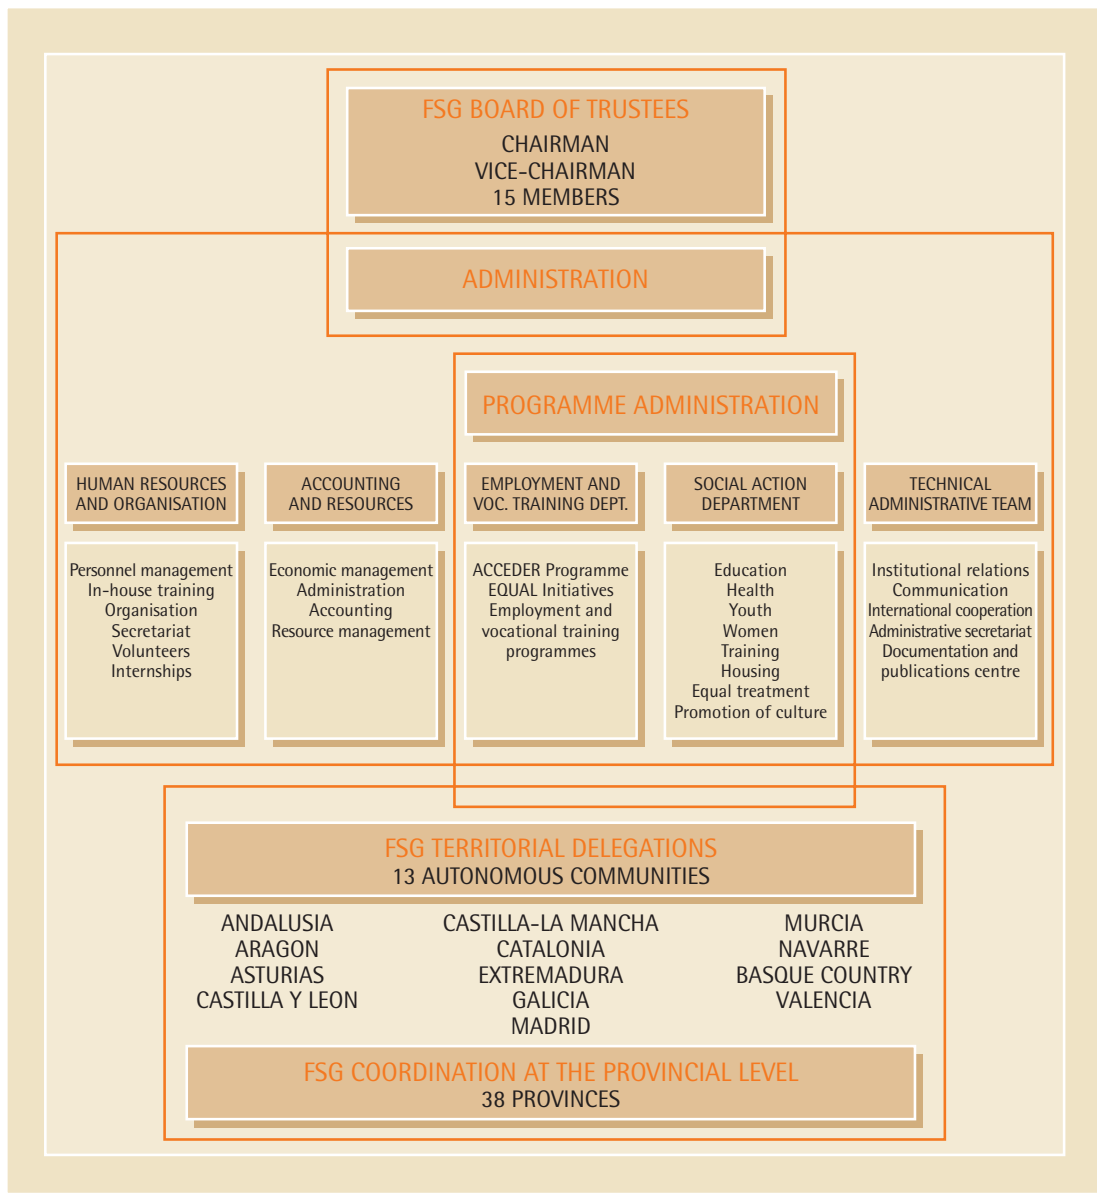 FSG BOARD OF TRUSTEES
CHAIRMAN
VICE-CHAIRMAN
15 MEMBERS
ADMINISTRATION
PROGRAMME ADMINISTRATION
HUMAN RESOURCES
AND ORGANISATION
Personnel management
In-house training
Organisation
Secretariat
Volunteers
Internships
ACCOUNTING
AND RESOURCES
Economic management
Administration
Accounting
Resource management
EMPLOYMENT AND
VOC. TRAINING DEPT.
ACCEDER Programme
EQUAL Initiatives
Employment and
vocational training
programmes
SOCIAL ACTION
DEPARTMENT
Education
Health
Youth
Women
Training
Housing
Equal treatment
Promotion of culture
TECHNICAL
ADMINISTRATIVE TEAM
Institutional relations
Communication
International cooperation
Administrative secretariat
Documentation and
publications centre
FSG TERRITORIAL DELEGATIONS
13 AUTONOMOUS COMMUNITIES
ANDALUSIA
ARAGON
ASTURIAS
CASTILLA Y LEON
CASTILLA-LA MANCHA
CATALONIA
EXTREMADURA
GALICIA
MADRID
MURCIA
NAVARRE
BASQUE COUNTRY
VALENCIA
FSG COORDINATION AT THE PROVINCIAL LEVEL
38 PROVINCES